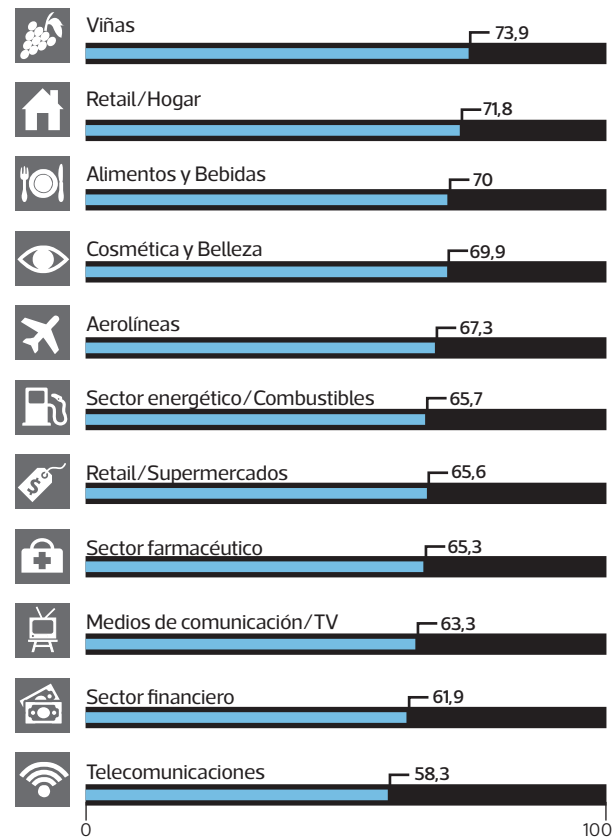 Viñas
73,9
Retail/Hogar
71,8
Alimentos y Bebidas
70
Cosmética y Belleza
69,9
Aerolíneas
67,3
Sector energético/Combustibles
65,7
Retail/Supermercados
65,6
Sector farmacéutico
65,3
Medios de comunicación/TV
63,3
Sector financiero
61,9
Telecomunicaciones
58,3
0 100